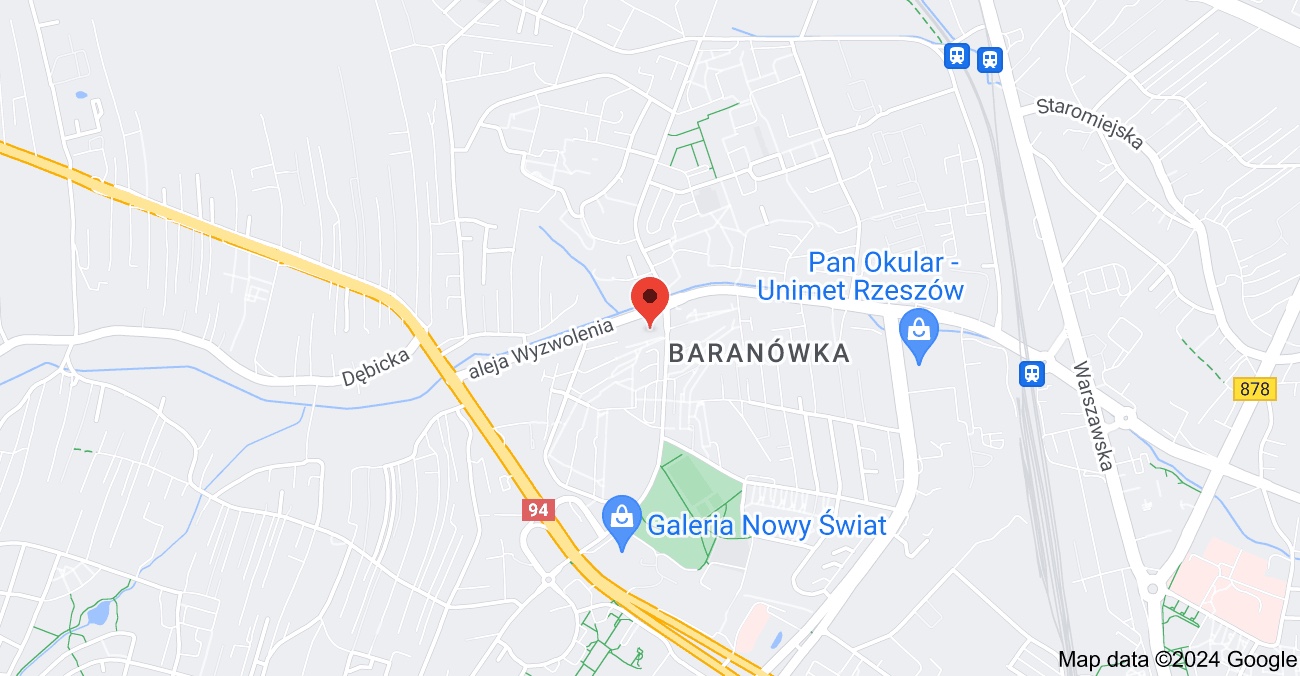 Staromiejska
Pan Okular -
Unimet Rzeszów
aleja Wyzwolenia
BARANÓWKA
Dębicka
Warszawska
878
94
Galeria Nowy Świat
Map data ©2024 Google